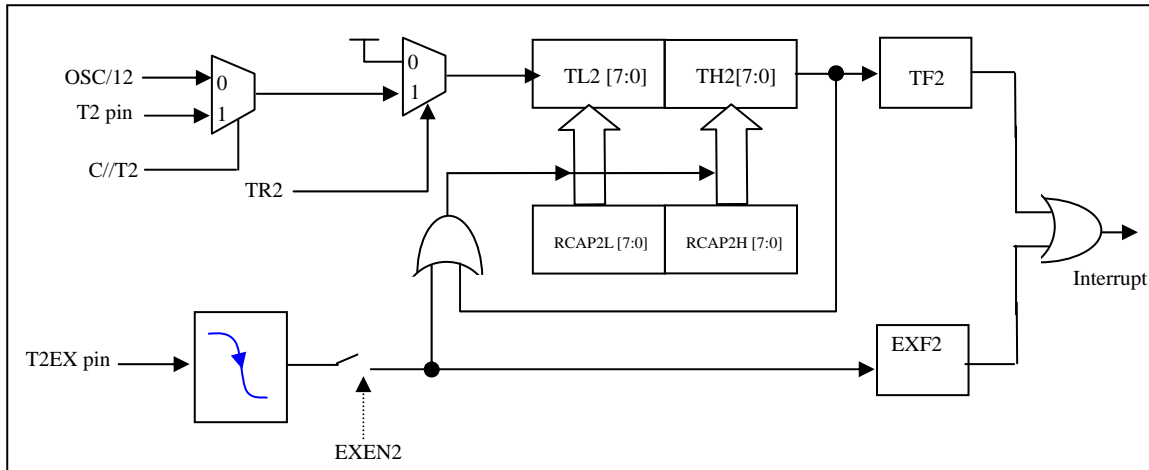 OSC/12
0
T2 pin
1
C//T2
0
1
TR2
TL2 [7:0]
TH2[7:0]
TF2
RCAP2L [7:0]
RCAP2H [7:0]
Interrupt
T2EX pin
EXEN2
EXF2